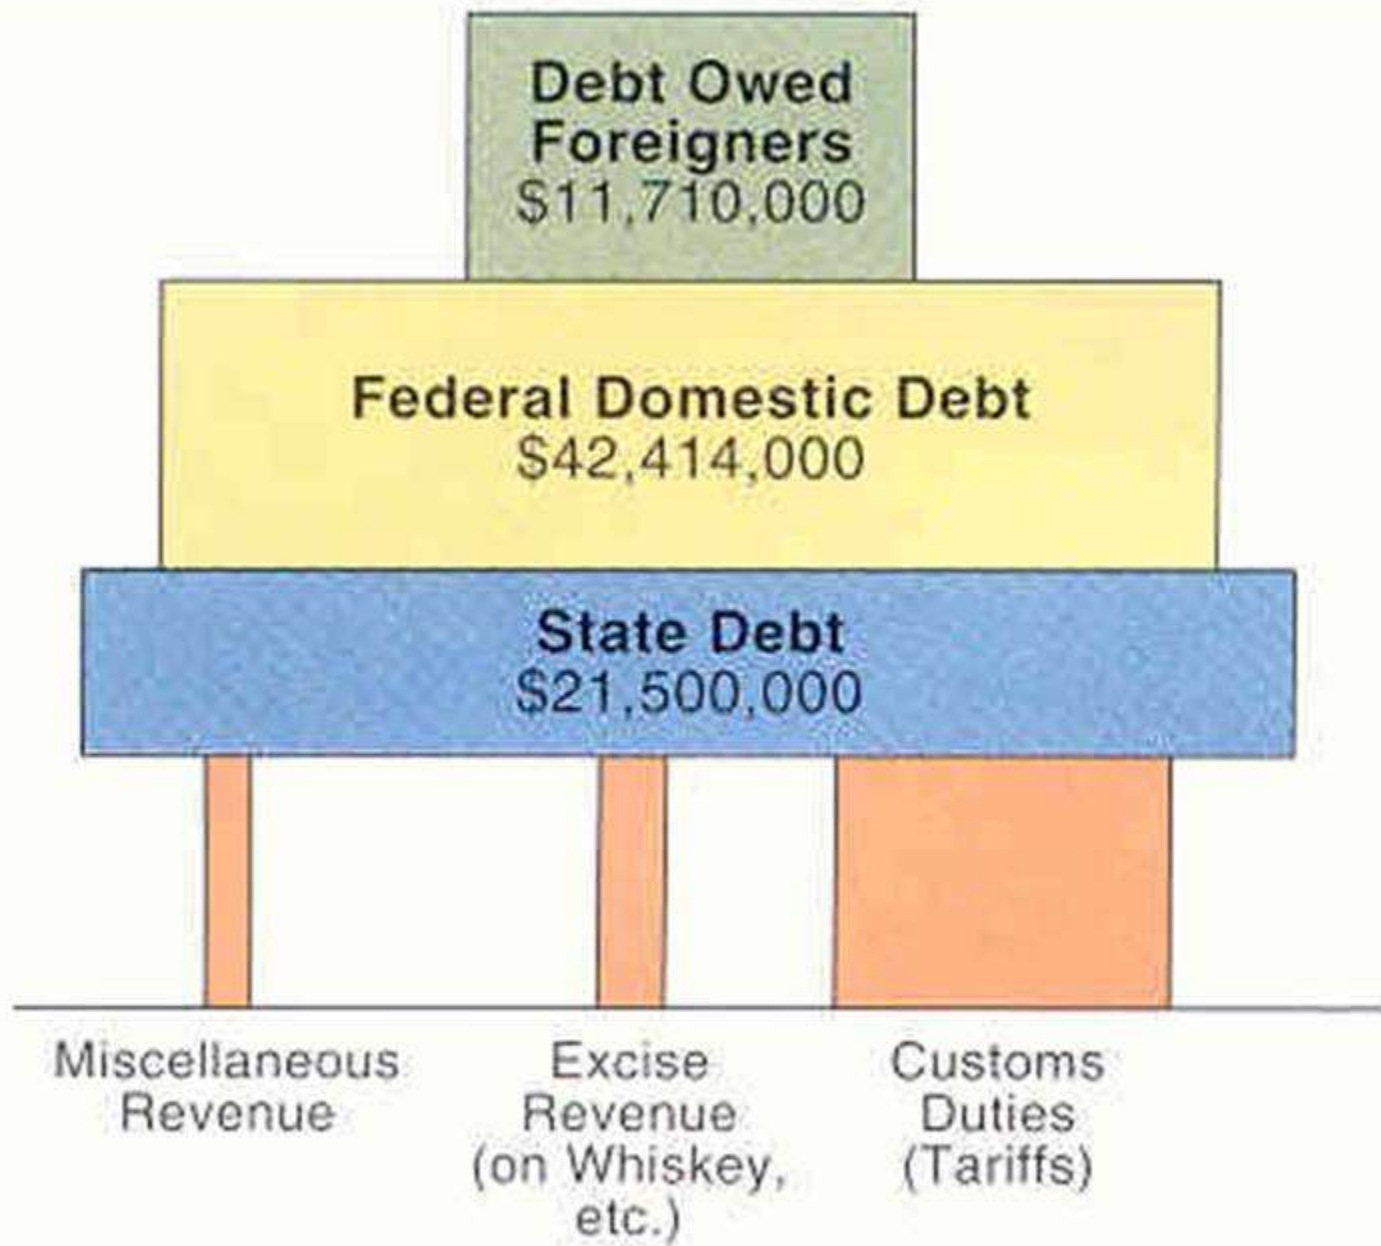 Debt Owed
Foreigners
$11,710,000
Federal Domestic Debt
$42,414,000
State Debt
$21,500,000
Miscellaneous
Revenue
Excise
Revenue
(on Whiskey,
etc.)
Customs
Duties
(Tariffs)